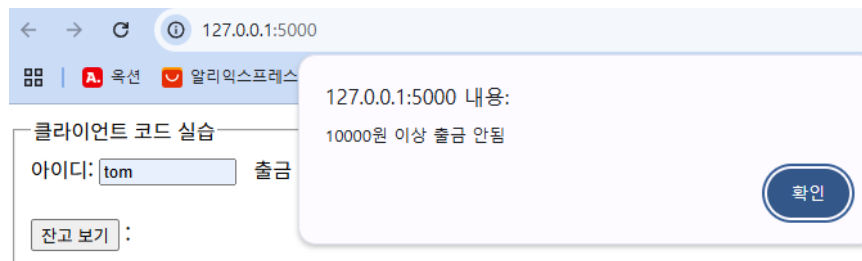 127.0.0.1:5000
A. 옥션 알리익스프레스
127.0.0.1:5000 내용:
10000원 이상 출금 안됨
확인
클라이언트 코드 실습
아이디: tom 출금
잔고 보기 :